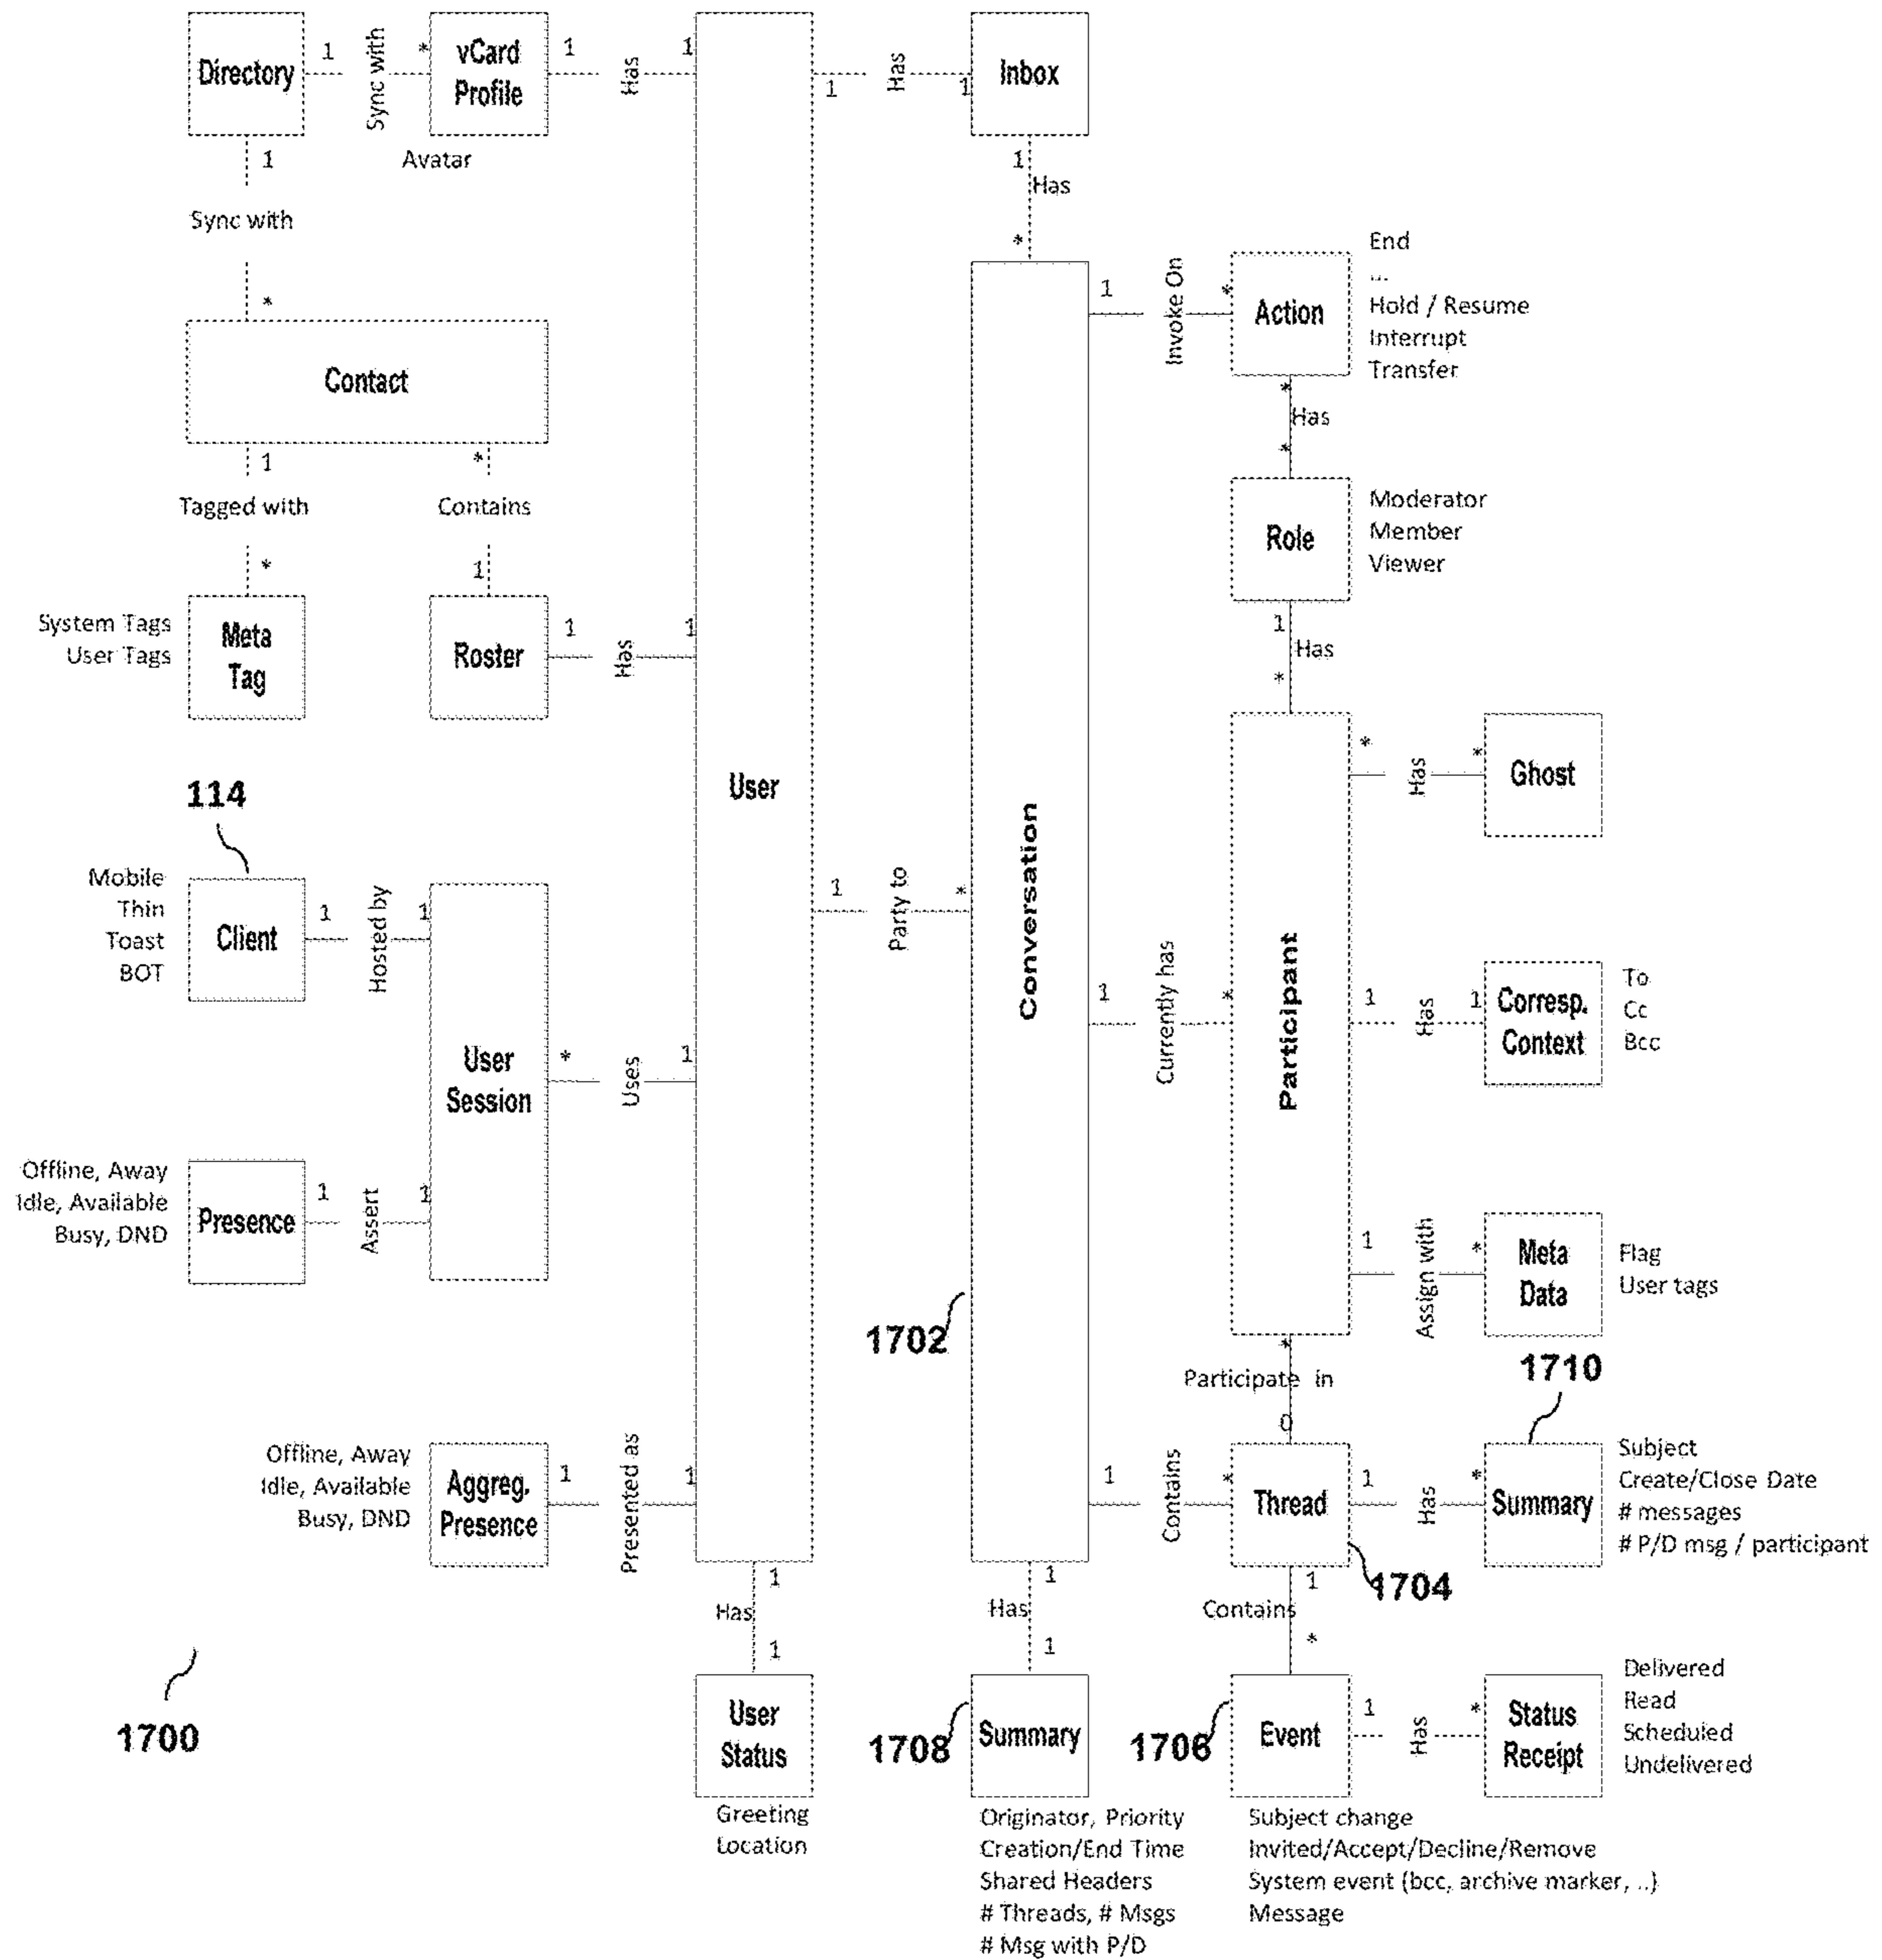 Directory
1
Sync with
*
vCard
Profile
1
Has
1
Avatar
1
Has
1
Inbox
1
Sync with
*
1
Has
*
Contact
1
Tagged with
*
*
Contains
1
System Tags
User Tags
Meta
Tag
Roster
1
Has
1
User
114
Mobile
Thin
Toast
BOT
Client
1
Hosted by
1
User
Session
*
Uses
1
Offline, Away
Idle, Available
Busy, DND
Presence
1
Assert
1
Offline, Away
Idle, Available
Busy, DND
Aggreg.
Presence
1
Presented as
1
1
Has
1
User
Status
Greeting
Location
1700
1
Party to
*
Conversation
1702
1
Invoke On
*
Action
End
...
Hold / Resume
Interrupt
Transfer
*
Has
*
Role
Moderator
Member
Viewer
1
Has
*
1
Currently has
*
Participant
*
Has
*
Ghost
1
Has
1
Corresp.
Context
To
Cc
Bcc
1
Assign with
*
Meta
Data
Flag
User tags
*
Participate in
0
1
Contains
*
Thread
1704
1
Has
*
1710
Summary
Subject
Create/Close Date
# messages
# P/D msg / participant
1
Has
1
1708
Summary
Originator, Priority
Creation/End Time
Shared Headers
# Threads, # Msgs
# Msg with P/D
1
Contains
*
1706
Event
1
Has
*
Status
Receipt
Delivered
Read
Scheduled
Undelivered
Subject change
Invited/Accept/Decline/Remove
System event (bcc, archive marker, ..)
Message